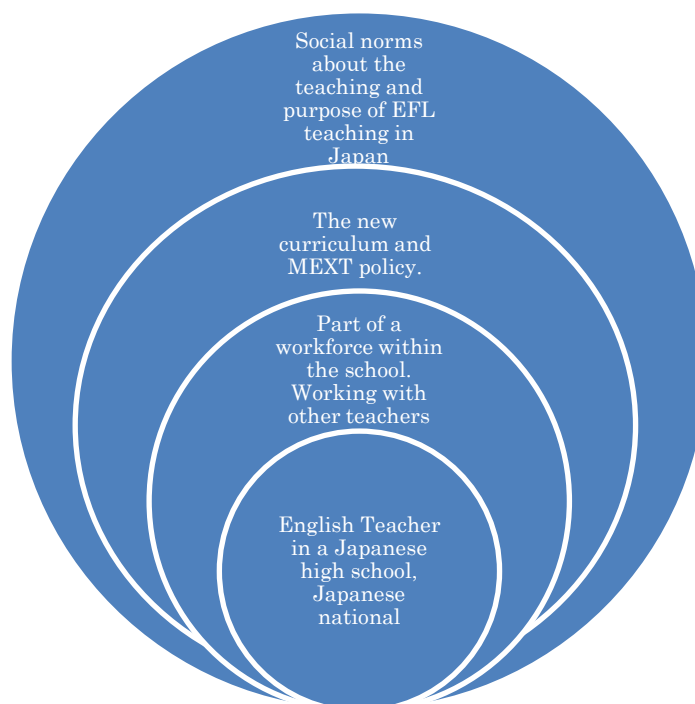 Social norms
about the
teaching and
purpose of EFL
teaching in
Japan
The new
curriculum and
MEXT policy.
Part of a
workforce within
the school.
Working with
other teachers
English Teacher
in a Japanese
high school,
Japanese
national